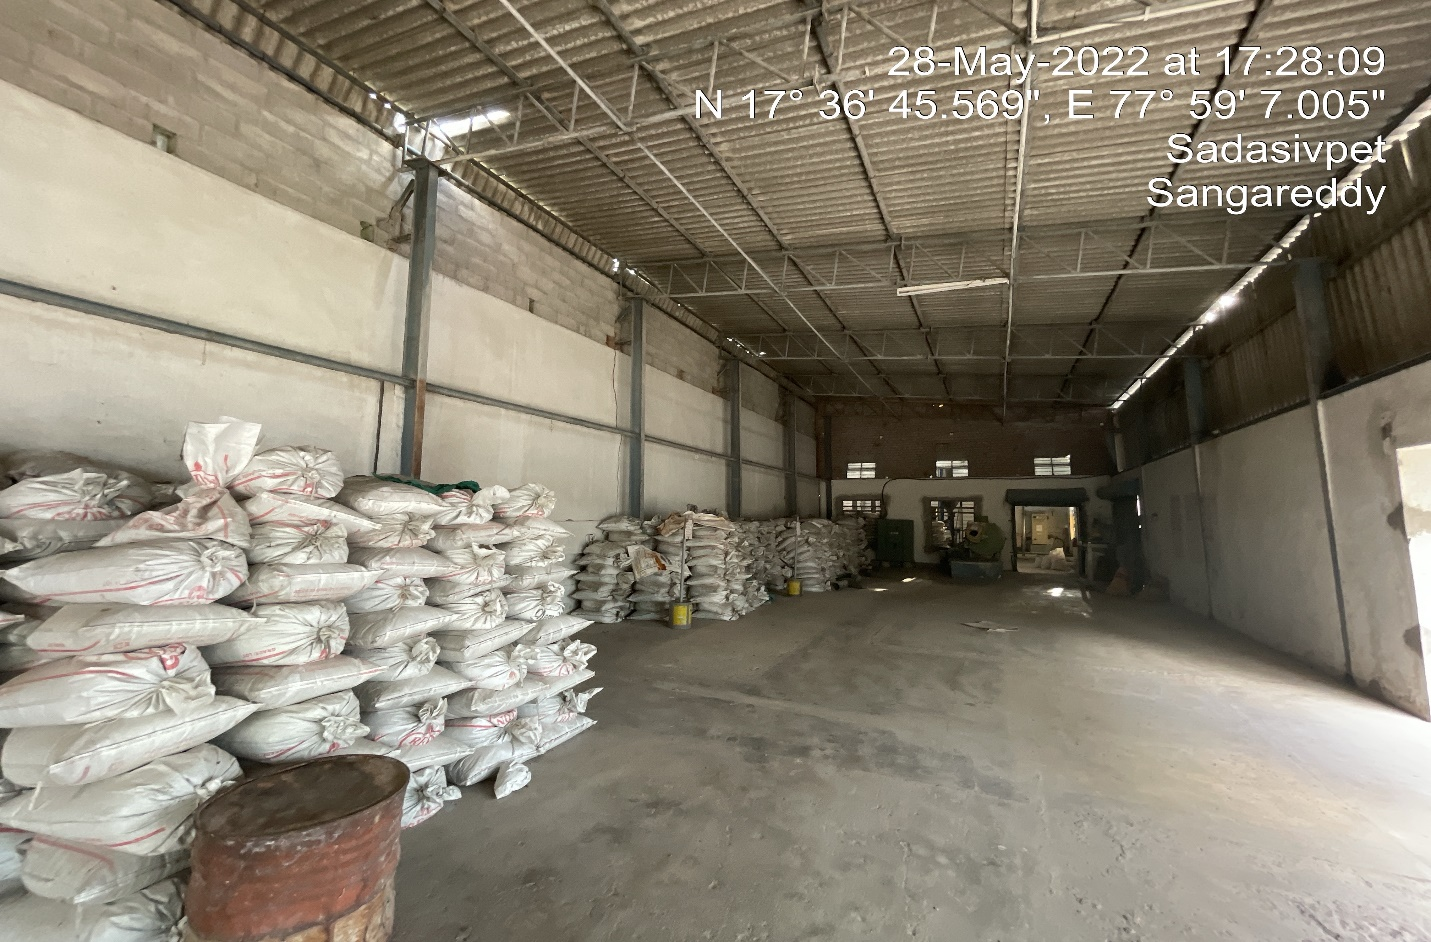 28-May-2022 at 17:28:09
N 17° 36' 45.569", E 77° 59' 7.005"
Sadasivpet
Sangareddy